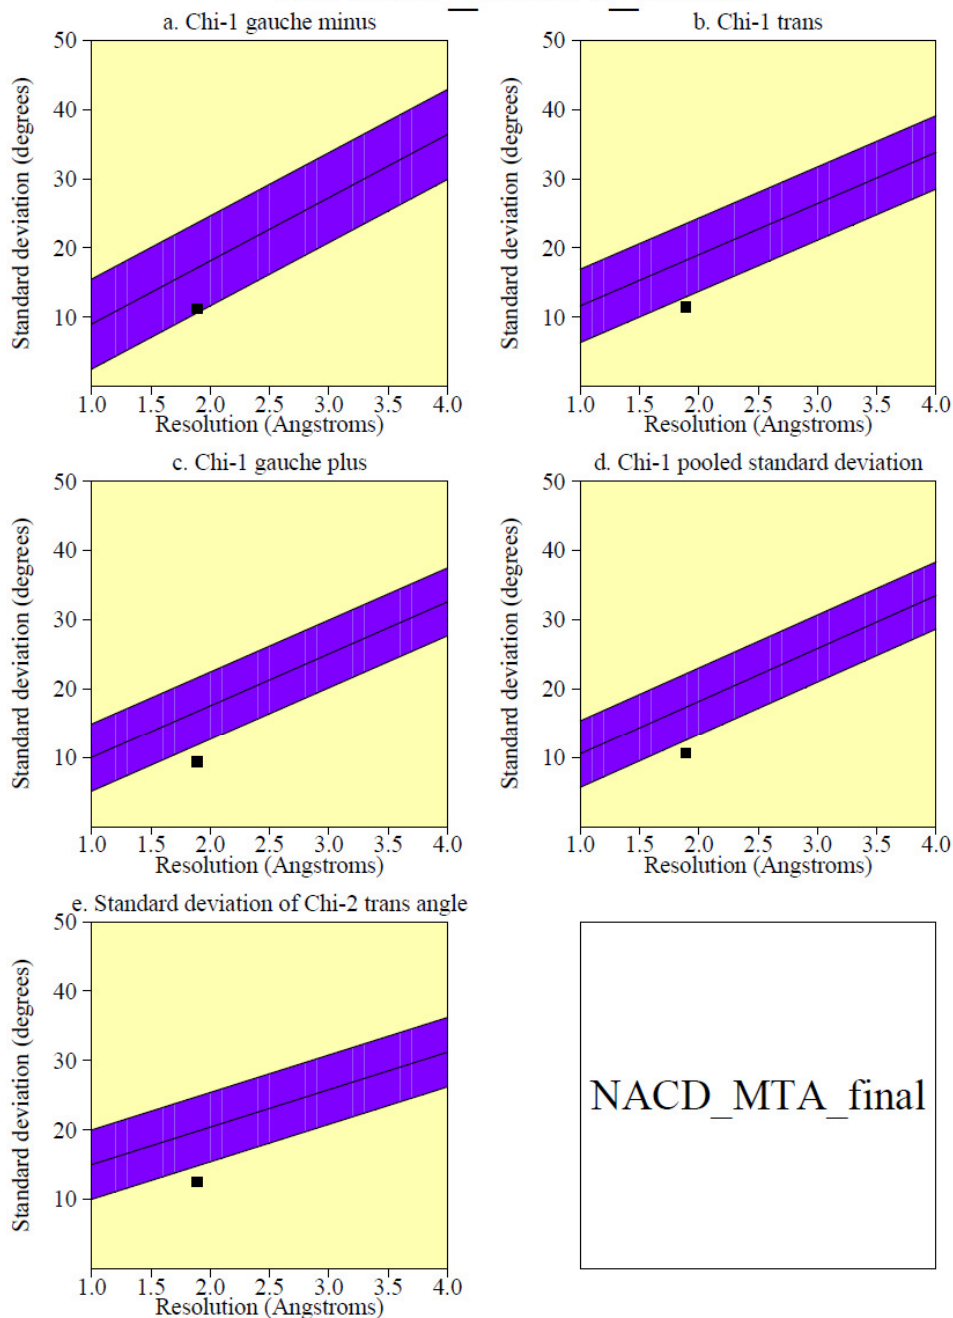 a. Chi-1 gauche minus
Standard deviation (degrees)
50
40
30
20
10
1.0 1.5 2.0 2.5 3.0 3.5 4.0
Resolution (Angstroms)
b. Chi-1 trans
Standard deviation (degrees)
50
40
30
20
10
1.0 1.5 2.0 2.5 3.0 3.5 4.0
Resolution (Angstroms)
c. Chi-1 gauche plus
Standard deviation (degrees)
50
40
30
20
10
1.0 1.5 2.0 2.5 3.0 3.5 4.0
Resolution (Angstroms)
d. Chi-1 pooled standard deviation
Standard deviation (degrees)
50
40
30
20
10
1.0 1.5 2.0 2.5 3.0 3.5 4.0
Resolution (Angstroms)
e. Standard deviation of Chi-2 trans angle
Standard deviation (degrees)
50
40
30
20
10
1.0 1.5 2.0 2.5 3.0 3.5 4.0
Resolution (Angstroms)
NACD_MTA_final